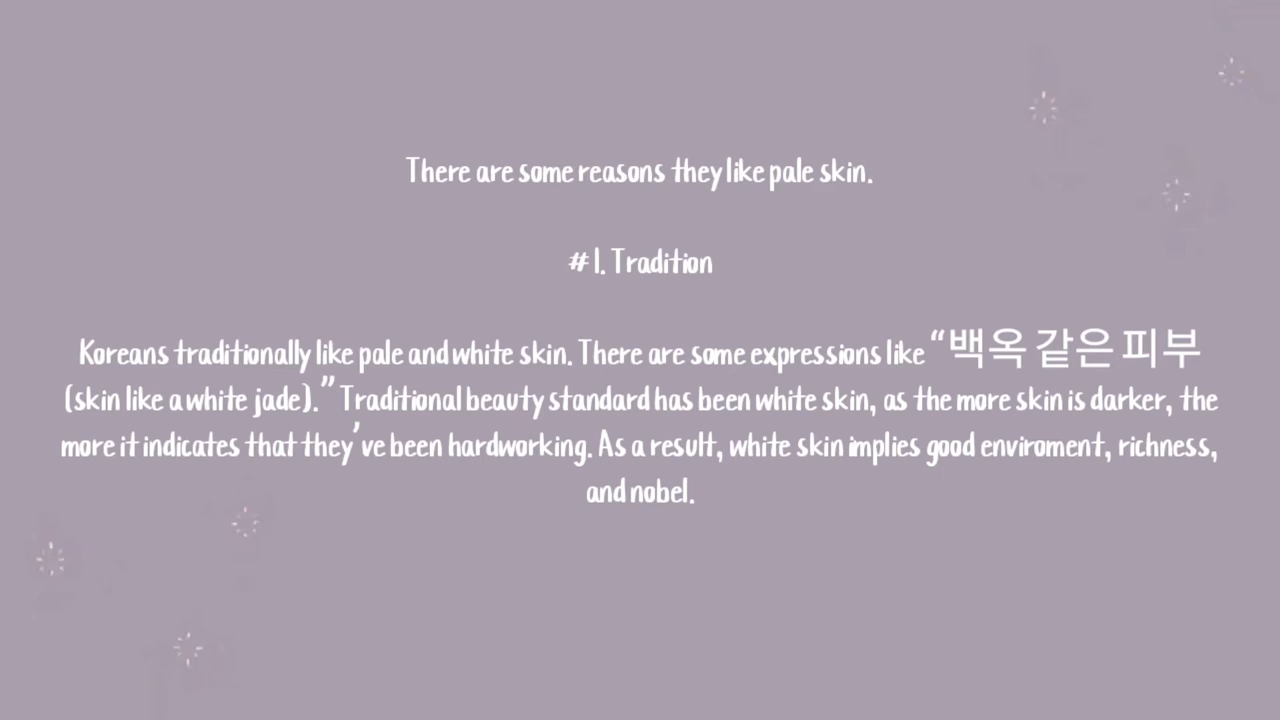 There are some reasons they like pale skin.
#1. Tradition
Koreans traditionally like pale and white skin. There are some expressions like “백옥 같은 피부
(skin like a white jade).” Traditional beauty standard has been white skin, as the more skin is darker, the
more it indicates that they've been hardworking. As a result, white skin implies good enviroment, richness,
and nobel.